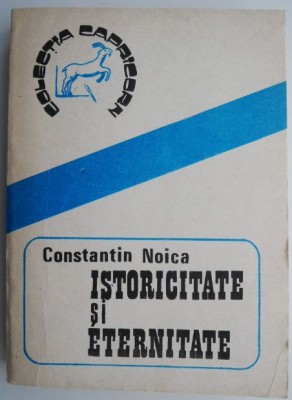 COLECȚIA CAPRICORN
Constantin Noica
ISTORICITATE
ȘI
ETERNITATE